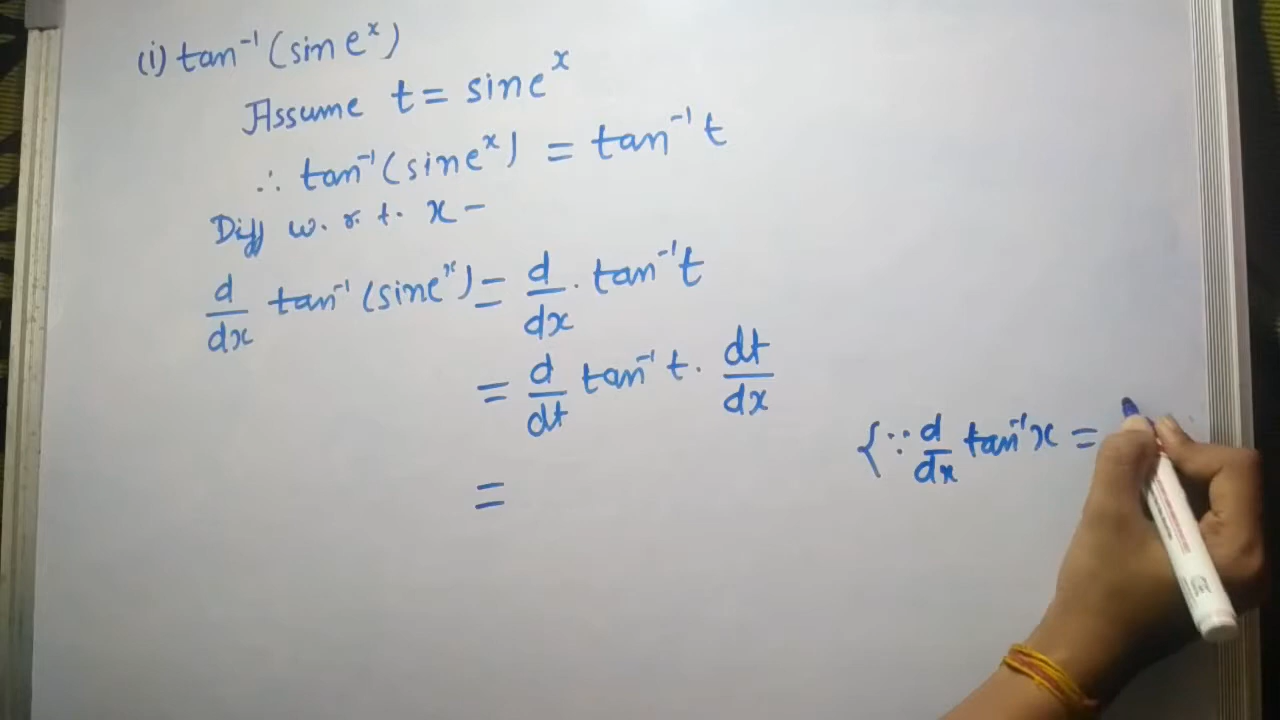 (i) tan⁻¹ (sin eˣ)
Assume t = sin eˣ
∴ tan⁻¹ (sin eˣ) = tan⁻¹ t
Diff w. r. t. x -
d/dx tan⁻¹ (sin eˣ) = d/dx . tan⁻¹ t
= d/dt tan⁻¹ t . dt/dx
{∵ d/dx tan⁻¹ x =
=